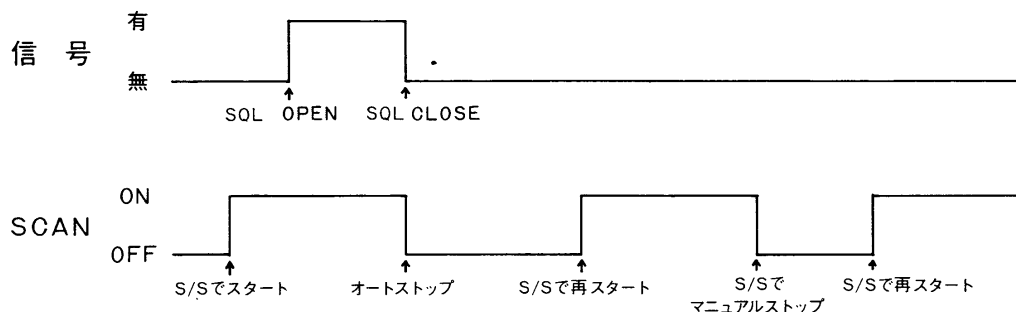 有
信号
無
SQL OPEN SQL CLOSE
ON
SCAN
OFF
S/Sでスタート オートストップ S/Sで再スタート S/Sで マニュアルストップ S/Sで再スタート